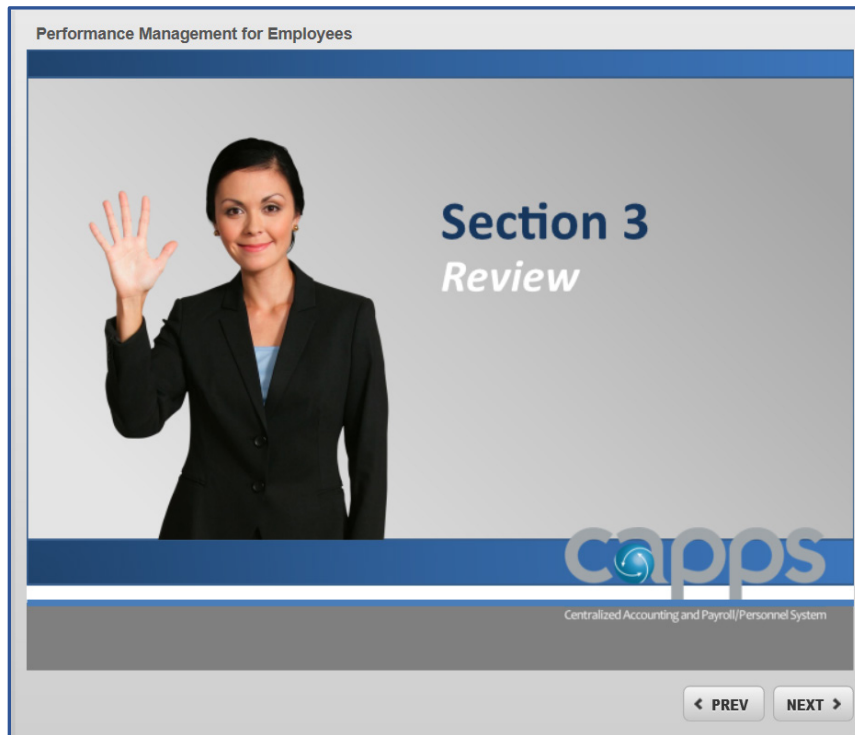 Performance Management for Employees
Section 3
Review
capps
Centralized Accounting and Payroll/Personnel System
PREV
NEXT